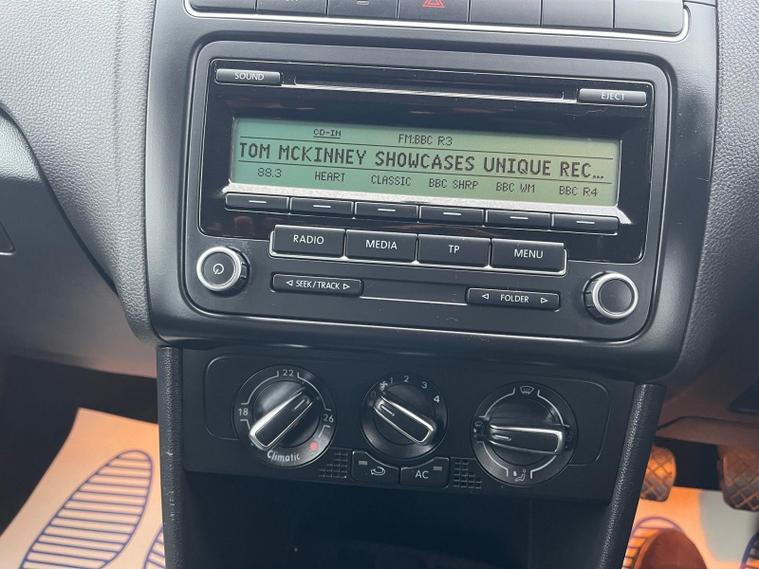 SOUND
EJECT
CD-IN
FM:BBC R3
TOM MCKINNEY SHOWCASES UNIQUE REC...
88.3 HEART CLASSIC BBC SHRP BBC WM BBC R4
RADIO MEDIA TP MENU
SEEK/TRACK
FOLDER
22
18 26
Climatic
0 1 2 3 4
AC